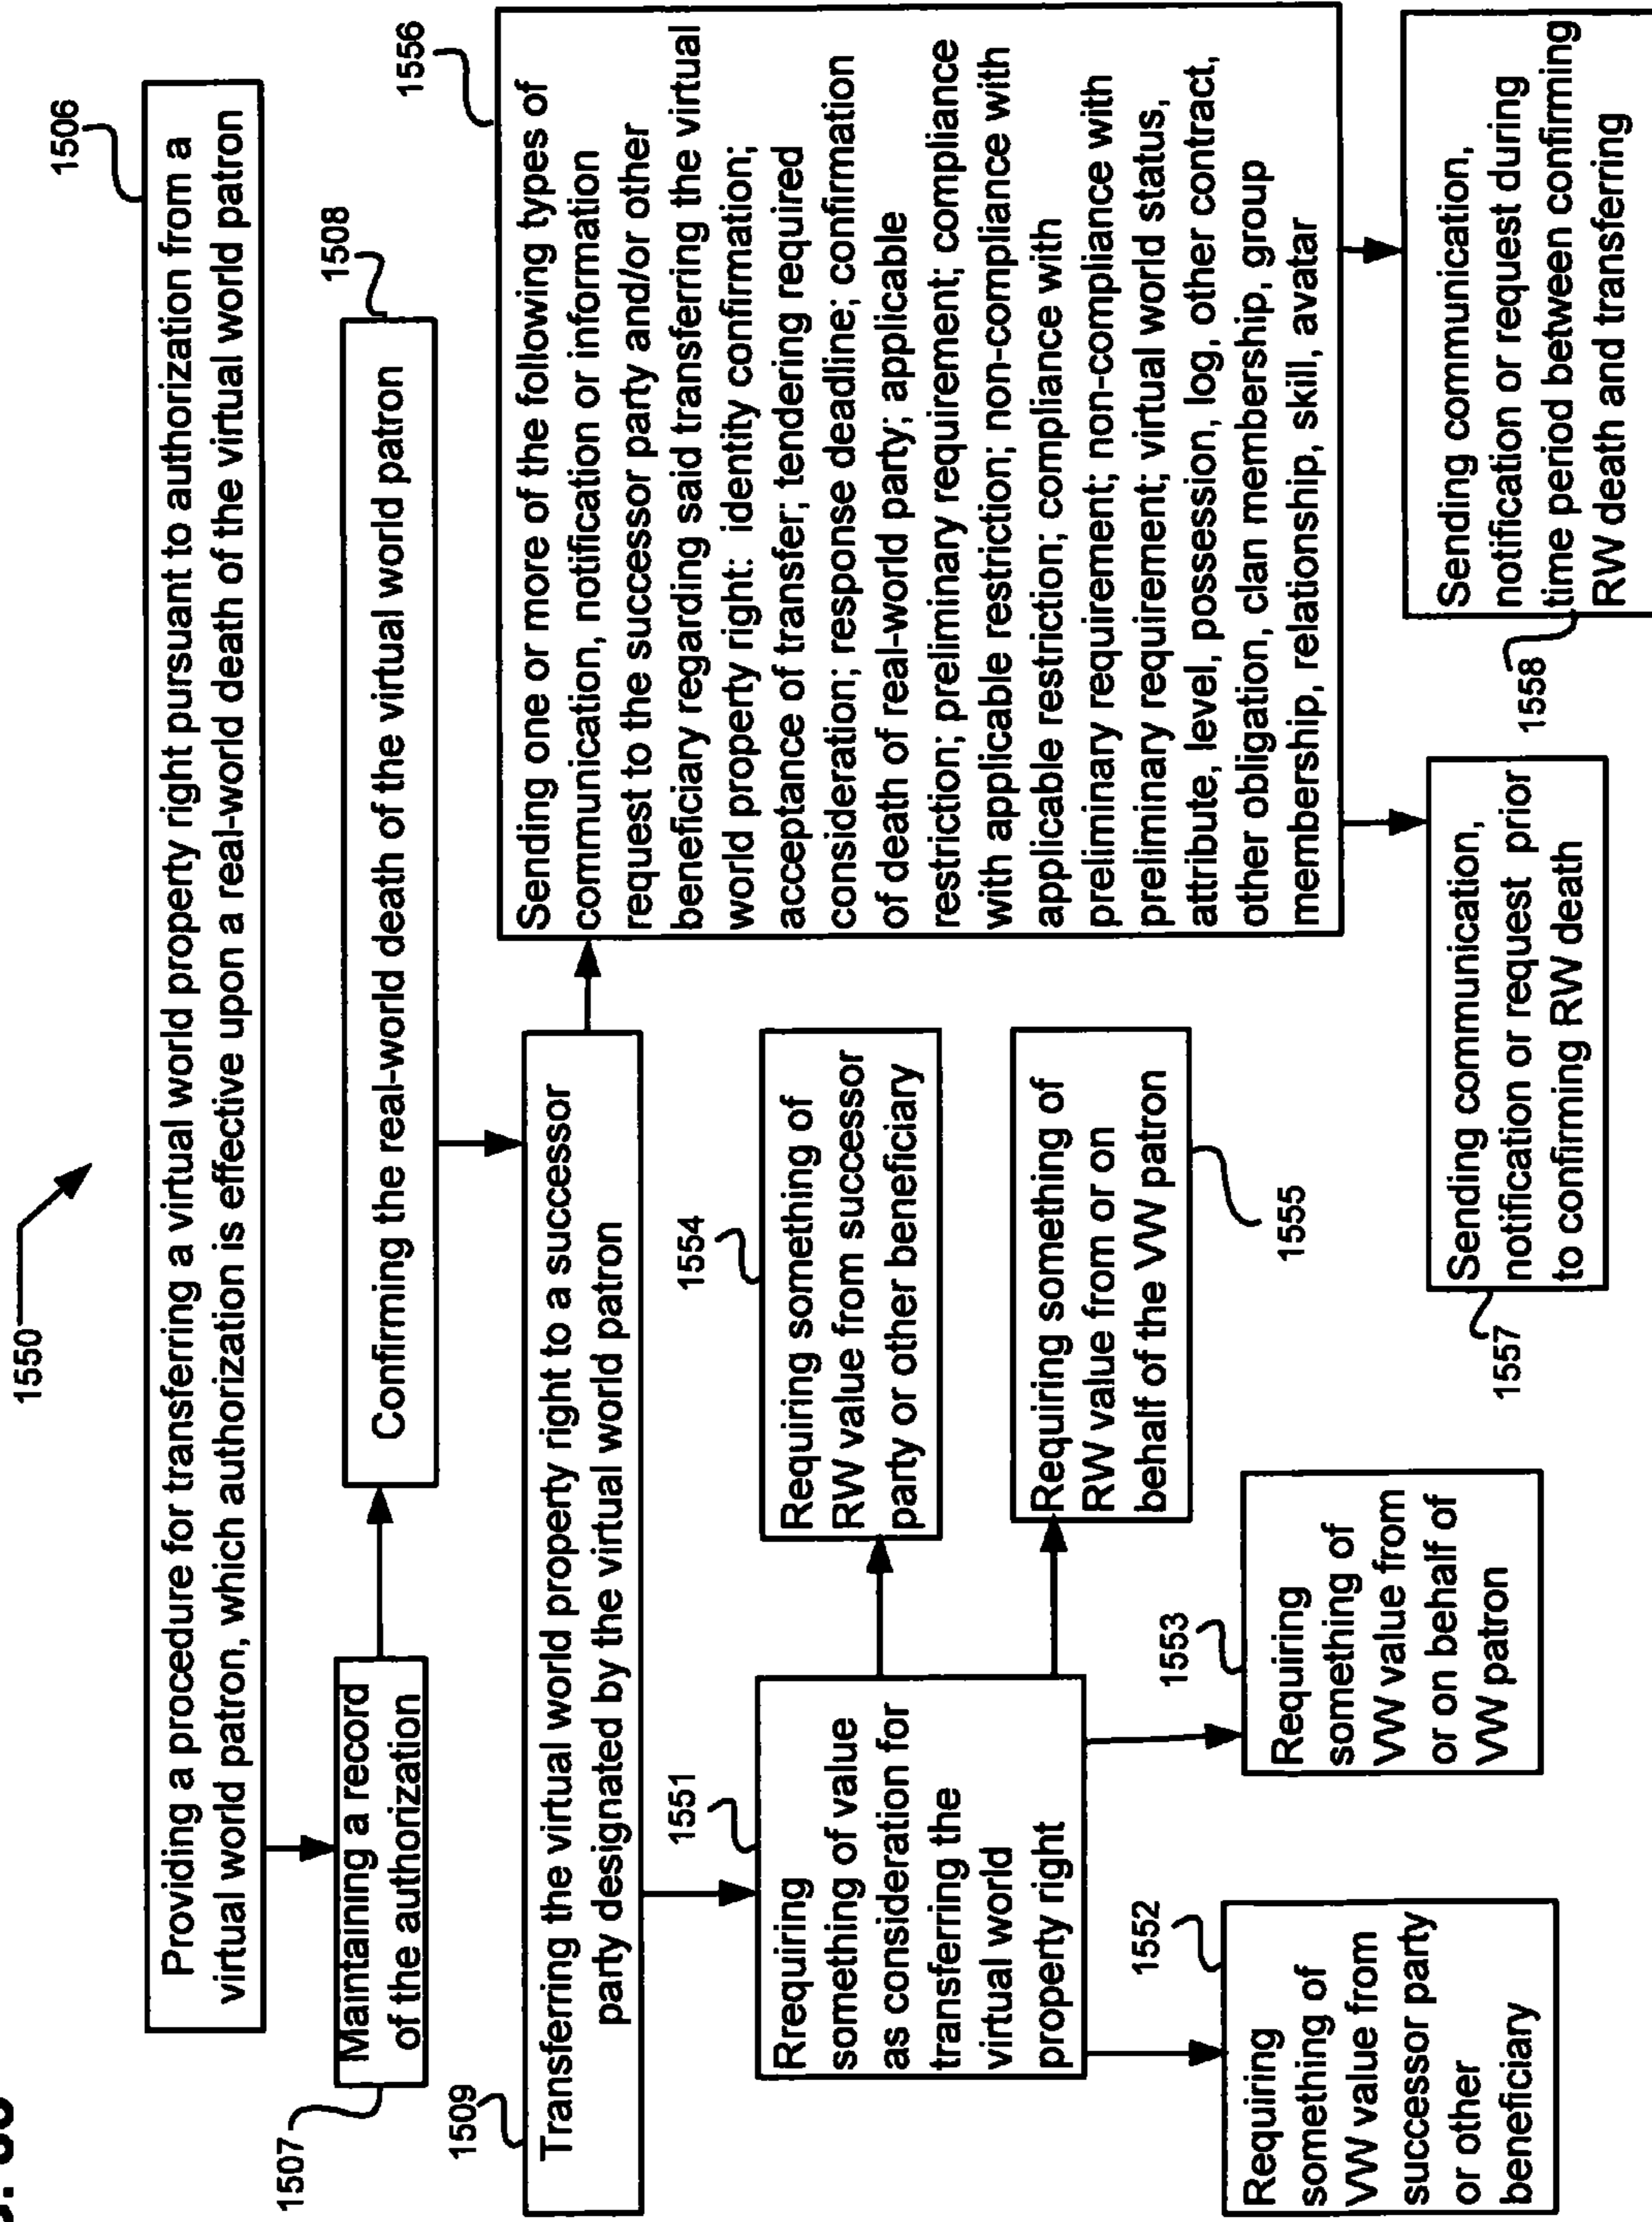 1550
1506
Providing a procedure for transferring a virtual world property right pursuant to authorization from a
virtual world patron, which authorization is effective upon a real-world death of the virtual world patron
1507
Maintaining a record
of the authorization
1508
Confirming the real-world death of the virtual world patron
1509
Transferring the virtual world property right to a successor
party designated by the virtual world patron
1551
Rrequiring
something of value
as consideration for
transferring the
virtual world
property right
1552
Requiring
something of
VW value from
successor party
or other
beneficiary
1553
Requiring
something of
VW value from
or on behalf of
VW patron
1554
Requiring something of
RW value from successor
party or other beneficiary
1555
Requiring something of
RW value from or on
behalf of the VW patron
1556
Sending one or more of the following types of
communication, notification or information
request to the successor party and/or other
beneficiary regarding said transferring the virtual
world property right: identity confirmation;
acceptance of transfer; tendering required
consideration; response deadline; confirmation
of death of real-world party; applicable
restriction; preliminary requirement; compliance
with applicable restriction; non-compliance with
applicable restriction; compliance with
preliminary requirement; non-compliance with
preliminary requirement; virtual world status,
attribute, level, possession, log, other contract,
other obligation, clan membership, group
membership, relationship, skill, avatar
1557
Sending communication,
notification or request prior
to confirming RW death
1558
Sending communication,
notification or request during
time period between confirming
RW death and transferring